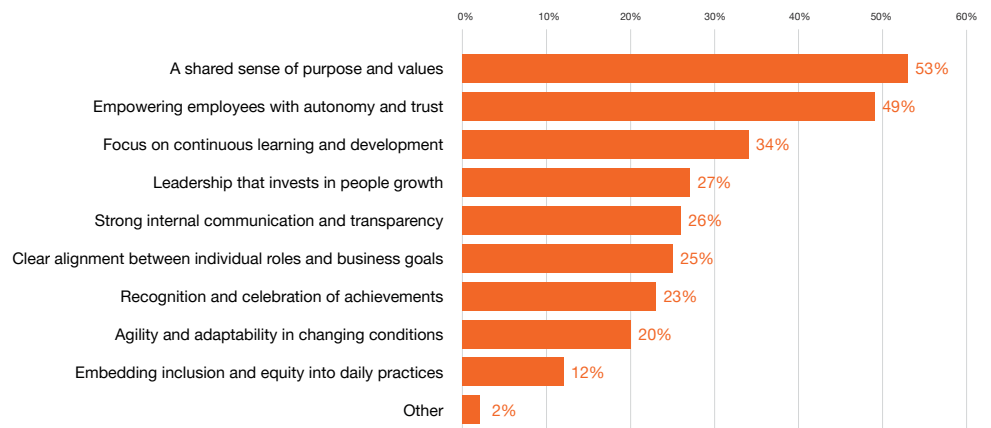 0% 10% 20% 30% 40% 50% 60%
A shared sense of purpose and values 53%
Empowering employees with autonomy and trust 49%
Focus on continuous learning and development 34%
Leadership that invests in people growth 27%
Strong internal communication and transparency 26%
Clear alignment between individual roles and business goals 25%
Recognition and celebration of achievements 23%
Agility and adaptability in changing conditions 20%
Embedding inclusion and equity into daily practices 12%
Other 2%